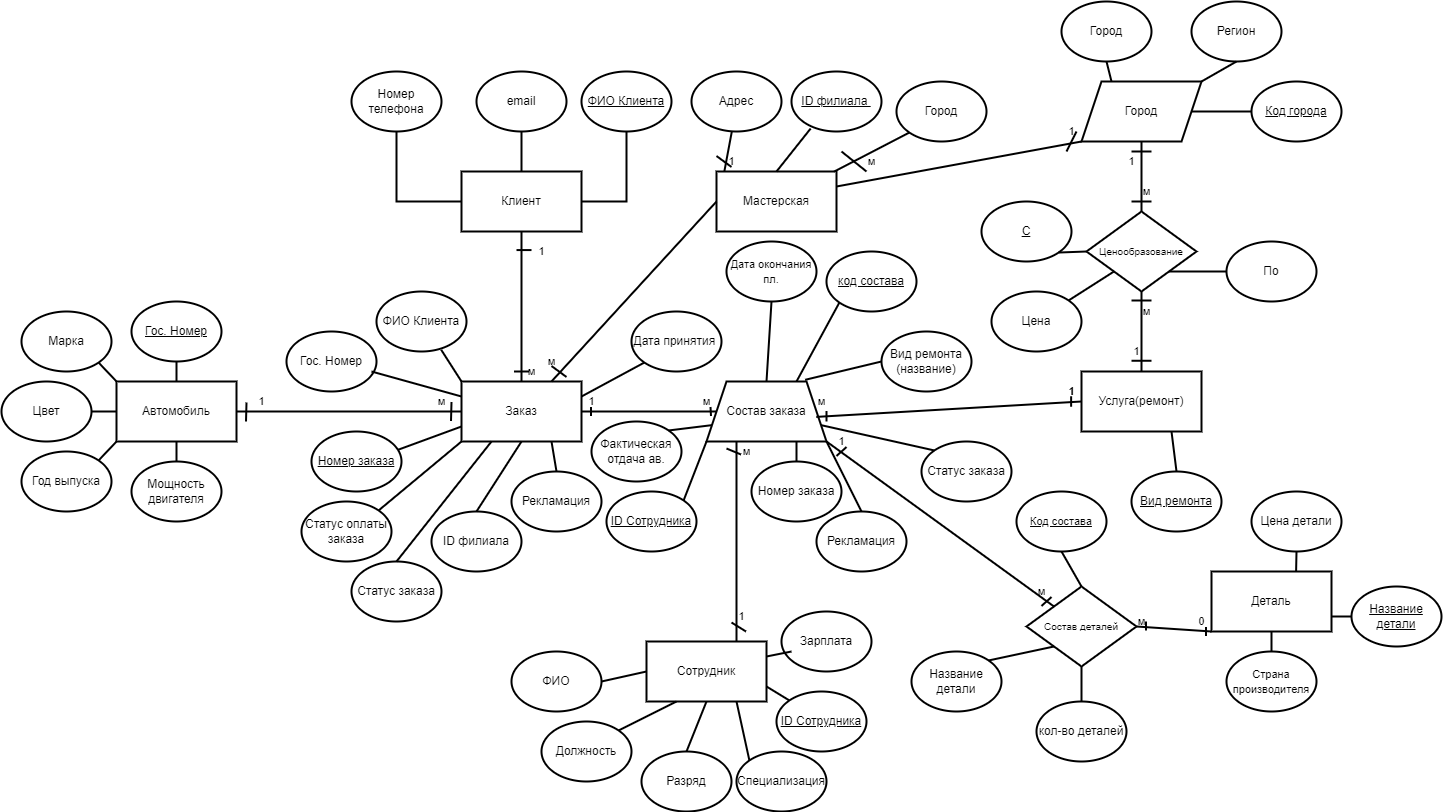 Город
Регион
Номер
телефона
email
ФИО Клиента
Адрес
ID филиала
Город
Город
Код города
1
1
м
1
Клиент
Мастерская
м
С
Ценообразование
По
1
Дата окончания
пл.
код состава
Цена
м
ФИО Клиента
Марка
Гос. Номер
Гос. Номер
Дата принятия
Вид ремонта
(название)
1
м
м
Цвет
Автомобиль
1
м
Заказ
1
м
Состав заказа
м
1
Услуга(ремонт)
Номер заказа
Фактическая
отдача ав.
м
1
Статус заказа
Год выпуска
Мощность
двигателя
Рекламация
Номер заказа
Вид ремонта
Статус оплаты
заказа
ID филиала
ID Сотрудника
Рекламация
Код состава
Цена детали
Статус заказа
м
Деталь
Название
детали
1
Состав деталей
м
0
Зарплата
ФИО
Сотрудник
Название
детали
Страна
производителя
ID Сотрудника
кол-во деталей
Должность
Разряд
Специализация